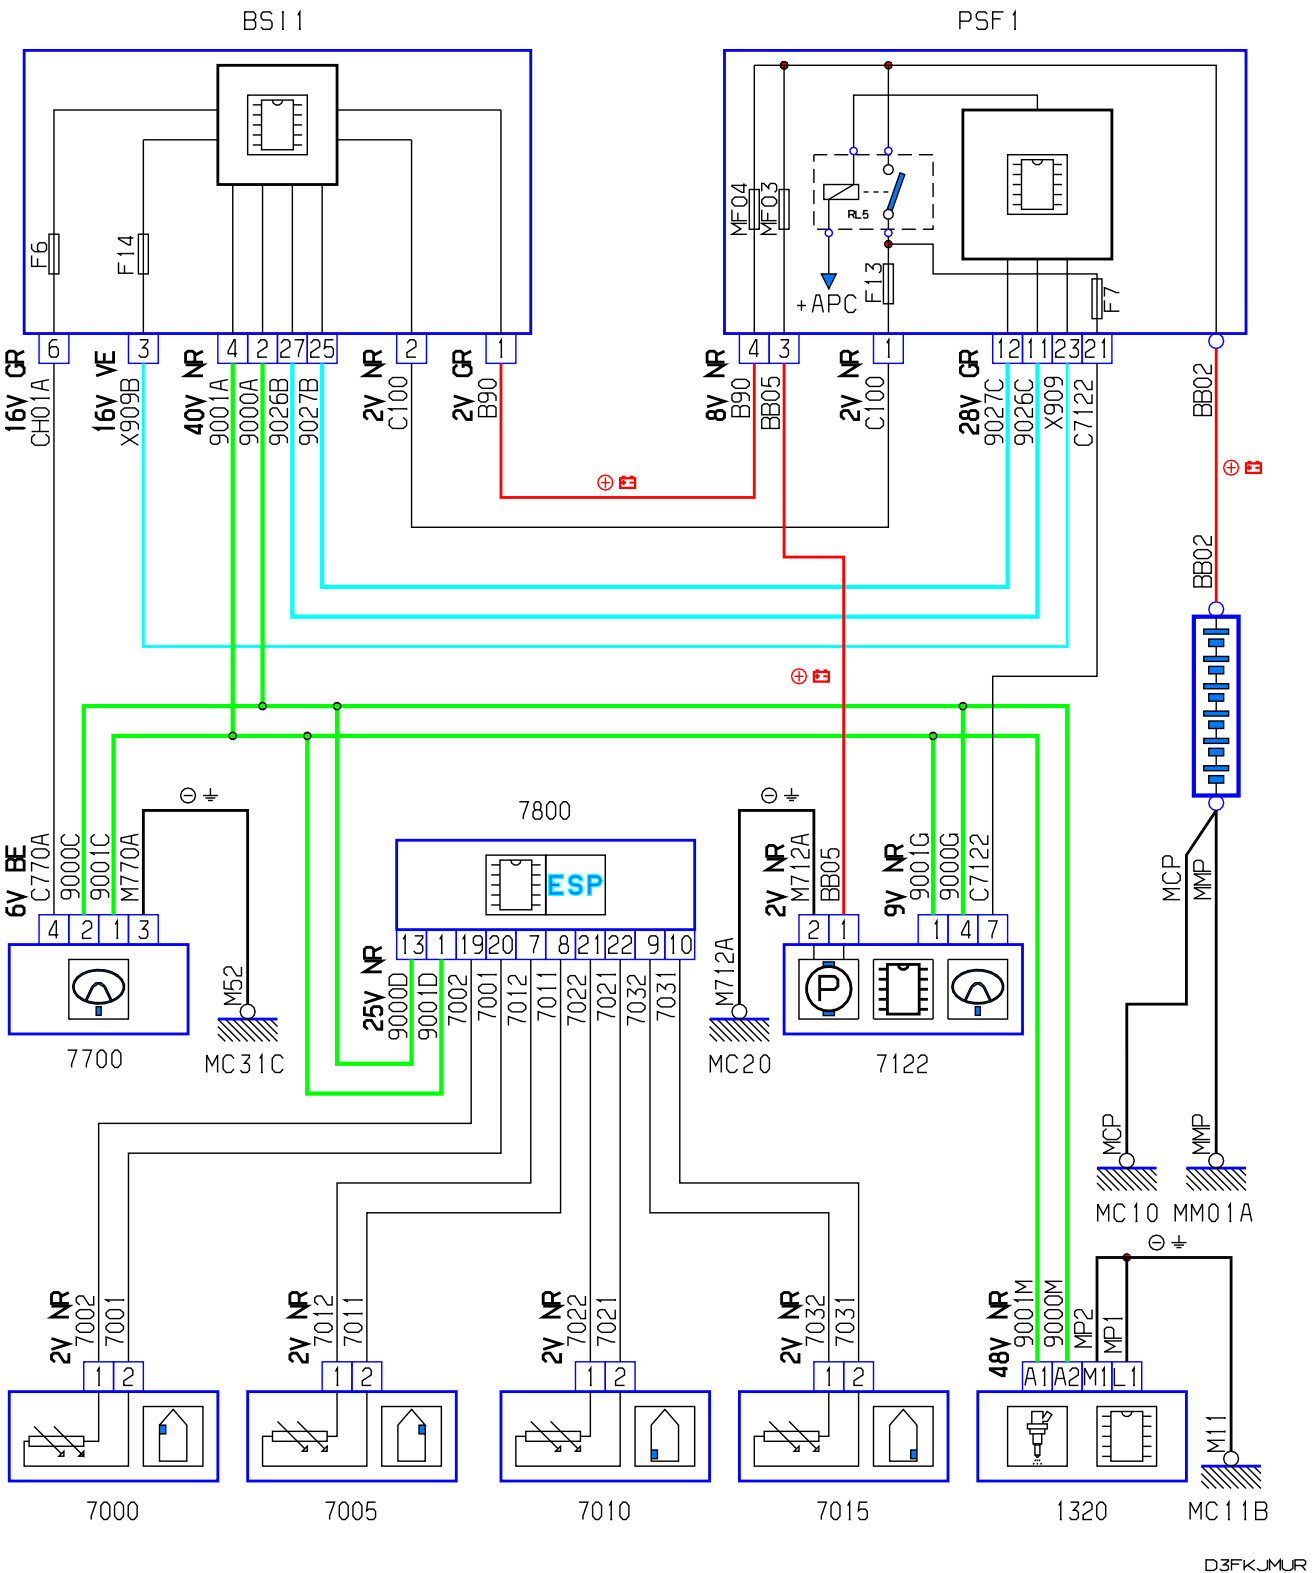 BSI1 PSF1
F6 F14 MF04 MF03 RL5 F13 F7
+APC
6 3 4 2 27 25 2 1 4 3 1 12 11 23 21
16V GR CH01A
16V VE X909B
40V NR 9001A 9000A 9026B 9027B
2V NR C100
2V GR B90
8V NR B90 BB05
2V NR C100
28V GR 9027C 9026C X909 C7122
BB02
BB02
6V BE C770A 9000C 9001C M770A
7800
ESP
2V NR M712A BB05
9V NR 9001G 9000G C7122
MCP MMP
4 2 1 3
13 1 19 20 7 8 21 22 9 10
2 1 1 4 7
P
M52
25V NR 9000D 9001D 7002 7001 7012 7011 7022 7021 7032 7031
M712A
7700 MC31C MC20 7122
MCP MMP
MC10 MM01A
2V NR 7002 7001
2V NR 7012 7011
2V NR 7022 7021
2V NR 7032 7031
48V NR 9001M 9000M MP2 MP1
1 2 1 2 1 2 1 2 A1 A2 M1 L1
M11
7000 7005 7010 7015 1320 MC11B
D3FKJMUR